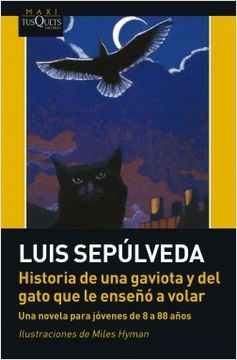 MAXI
TUSQUETS
LUIS SEPÚLVEDA
Historia de una gaviota y del
gato que le enseñó a volar
Una novela para jóvenes de 8 a 88 años
Ilustraciones de Miles Hyman